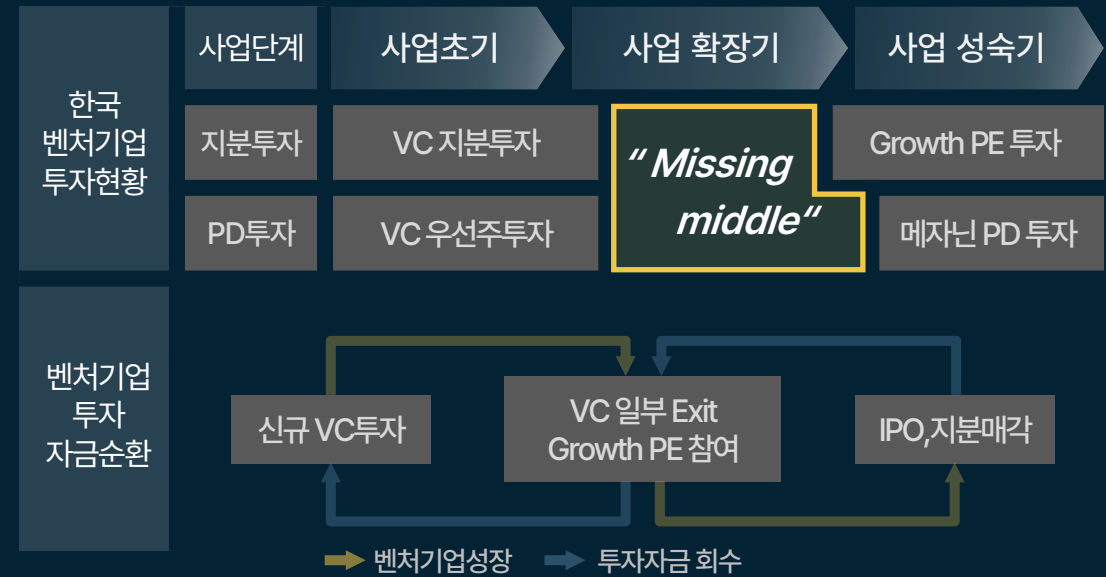 한국
벤처기업
투자현황
사업단계
사업초기
사업 확장기
사업 성숙기
지분투자
VC 지분투자
“ Missing
middle“
Growth PE 투자
PD투자
VC 우선주투자
메자닌 PD 투자
벤처기업
투자
자금순환
신규 VC투자
VC 일부 Exit
Growth PE 참여
IPO,지분매각
벤처기업성장
투자자금 회수